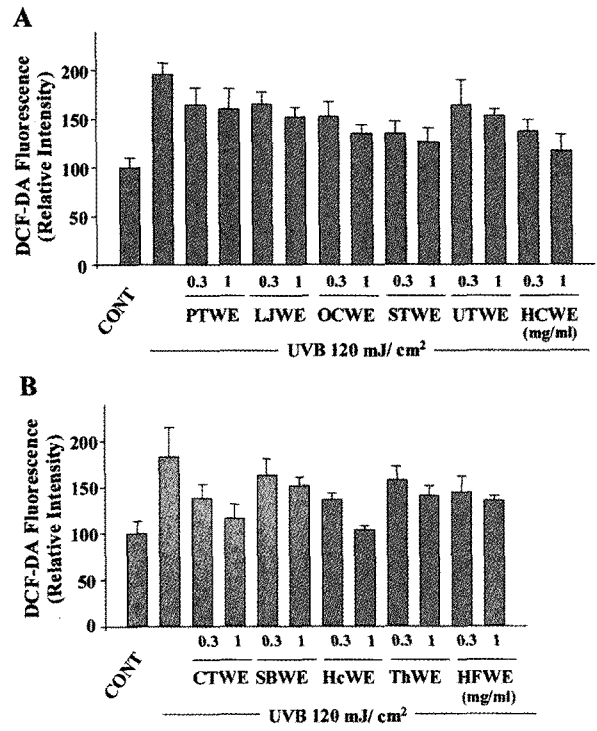 A
DCF-DA Fluorescence
(Relative Intensity)
200
150
100
50
0
0.3 1 0.3 1 0.3 1 0.3 1 0.3 1 0.3 1
CONT
PTWE LJWE OCWE STWE UTWE HCWE
(mg/ml)
UVB 120 mJ/ cm²
B
DCF-DA Fluorescence
(Relative Intensity)
200
150
100
50
0
0.3 1 0.3 1 0.3 1 0.3 1 0.3 1
CONT
CTWE SBWE HcWE ThWE HFWE
(mg/ml)
UVB 120 mJ/ cm²